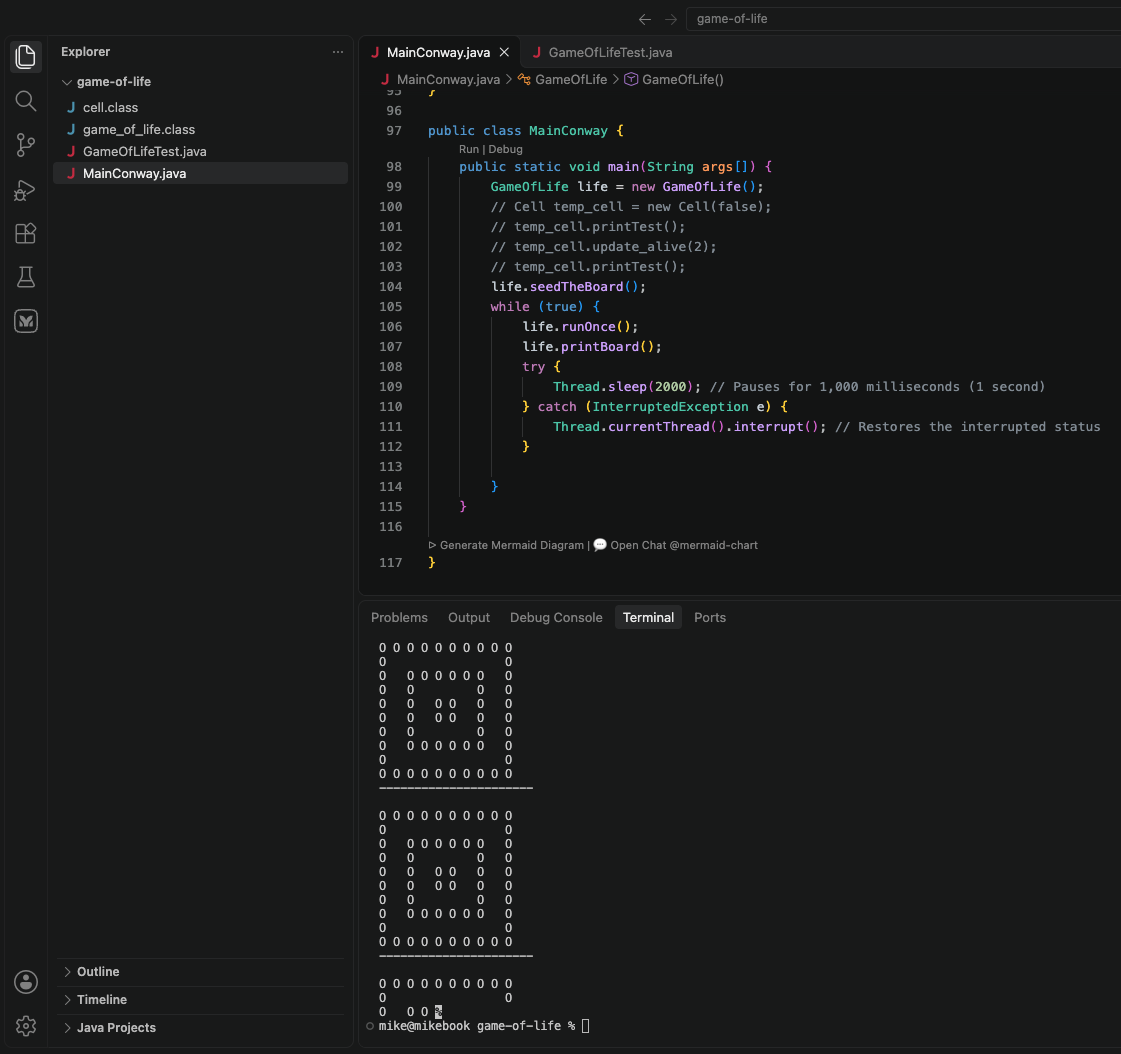 game-of-life
Explorer
game-of-life
cell.class
game_of_life.class
GameOfLifeTest.java
MainConway.java
Outline
Timeline
Java Projects
MainConway.java
GameOfLifeTest.java
MainConway.java > GameOfLife > GameOfLife()
95 }
96
97 public class MainConway {
Run | Debug
98     public static void main(String args[]) {
99         GameOfLife life = new GameOfLife();
100         // Cell temp_cell = new Cell(false);
101         // temp_cell.printTest();
102         // temp_cell.update_alive(2);
103         // temp_cell.printTest();
104         life.seedTheBoard();
105         while (true) {
106             life.runOnce();
107             life.printBoard();
108             try {
109                 Thread.sleep(2000); // Pauses for 1,000 milliseconds (1 second)
110             } catch (InterruptedException e) {
111                 Thread.currentThread().interrupt(); // Restores the interrupted status
112             }
113
114         }
115     }
116
Generate Mermaid Diagram | 💬 Open Chat @mermaid-chart
117 }
Problems Output Debug Console Terminal Ports
O O O O O O O O O O
O                 O
O   O O O O O O   O
O   O         O   O
O   O   O O   O   O
O   O   O O   O   O
O   O         O   O
O   O O O O O O   O
O                 O
O O O O O O O O O O
----------------------
O O O O O O O O O O
O                 O
O   O O O O O O   O
O   O         O   O
O   O   O O   O   O
O   O   O O   O   O
O   O         O   O
O   O O O O O O   O
O                 O
O O O O O O O O O O
----------------------
O O O O O O O O O O
O                 O
O   O O %
mike@mikebook game-of-life %